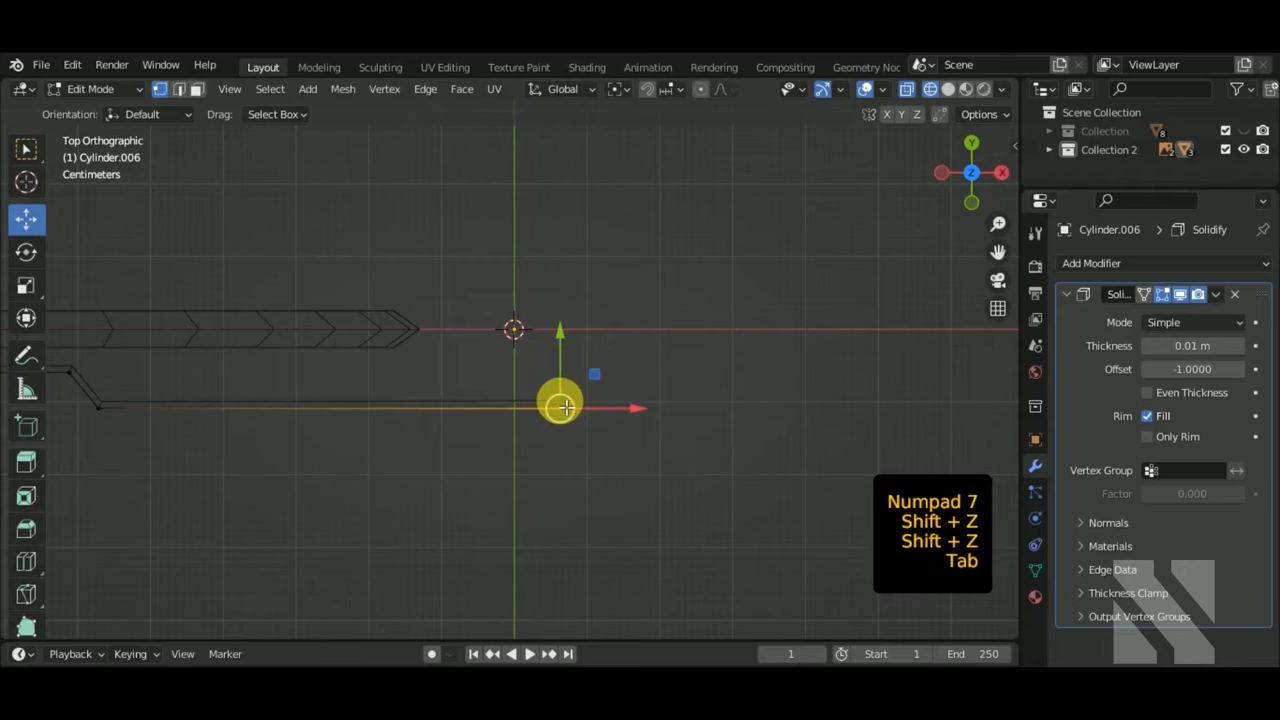 File Edit Render Window Help Layout Modeling Sculpting UV Editing Texture Paint Shading Animation Rendering Compositing Geometry Noc Scene ViewLayer
Edit Mode View Select Add Mesh Vertex Edge Face UV Global
Orientation: Default Drag: Select Box X Y Z Options
Top Orthographic
(1) Cylinder.006
Centimeters
Y
Z
X
Scene Collection
Collection 8
Collection 2 2 3
Cylinder.006 > Solidify
Add Modifier
Soli...
Mode Simple
Thickness 0.01 m
Offset -1.0000
Even Thickness
Rim Fill
Only Rim
Vertex Group
Factor 0.000
Normals
Materials
Edge Data
Thickness Clamp
Output Vertex Groups
Numpad 7
Shift + Z
Shift + Z
Tab
Playback Keying View Marker 1 Start 1 End 250